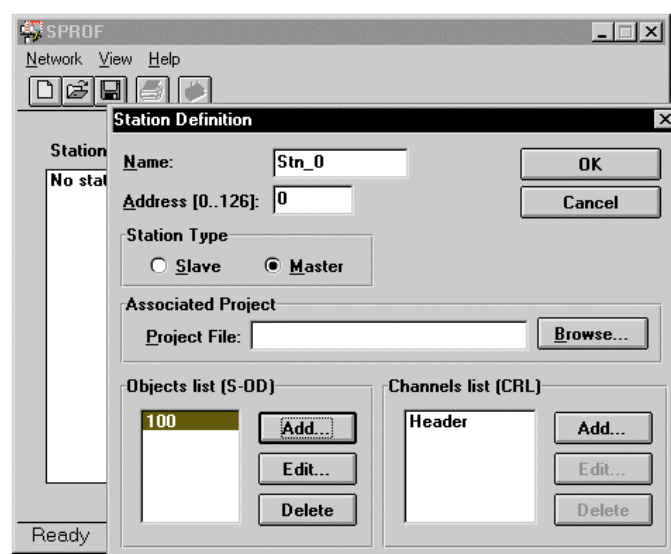 SPROF
Network View Help
Station Definition
Station
No stat
Name: Stn_0
OK
Address [0..126]: 0
Cancel
Station Type
Slave Master
Associated Project
Project File: Browse...
Objects list (S-OD)
100
Add...
Edit...
Delete
Channels list (CRL)
Header
Add...
Edit...
Delete
Ready